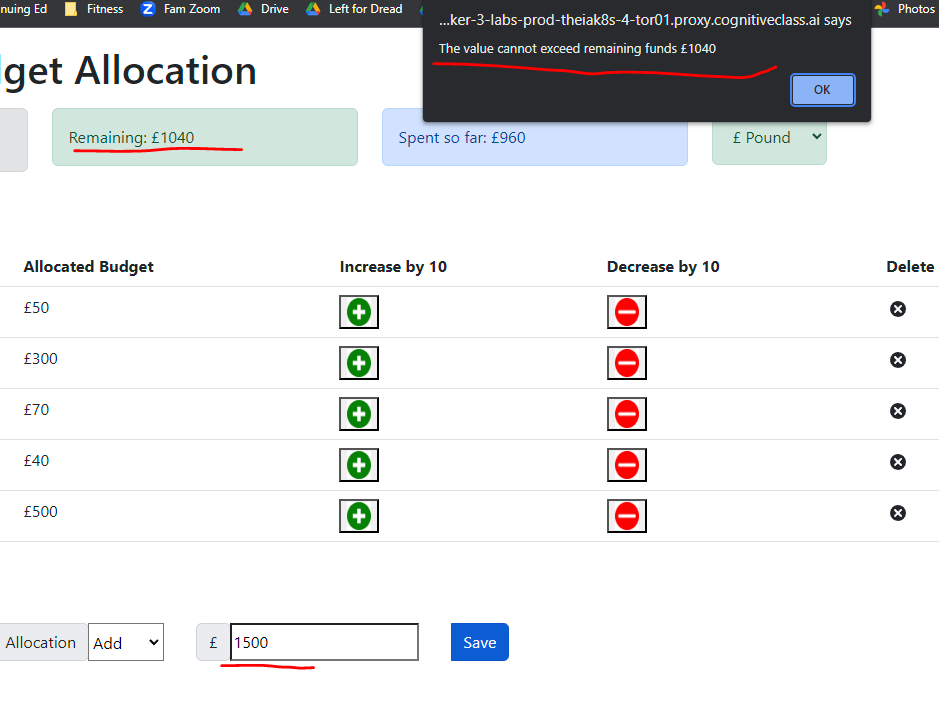 nuing Ed Fitness Fam Zoom Drive Left for Dread Photos
...ker-3-labs-prod-theiak8s-4-tor01.proxy.cognitiveclass.ai says
The value cannot exceed remaining funds £1040
OK
get Allocation
Remaining: £1040 Spent so far: £960 £ Pound
Allocated Budget Increase by 10 Decrease by 10 Delete
£50
£300
£70
£40
£500
Allocation Add £ 1500 Save